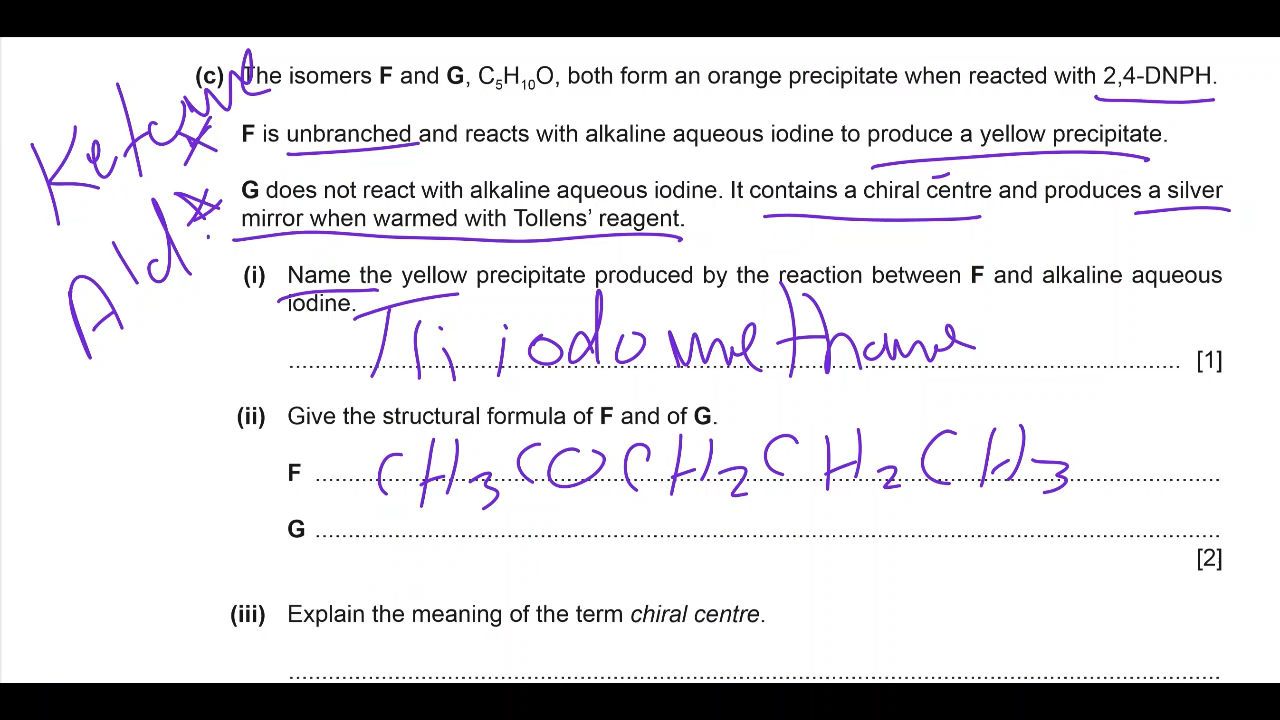 (c) The isomers F and G, C₅H₁₀O, both form an orange precipitate when reacted with 2,4-DNPH.
Ketone
F is unbranched and reacts with alkaline aqueous iodine to produce a yellow precipitate.
Ald
G does not react with alkaline aqueous iodine. It contains a chiral centre and produces a silver
mirror when warmed with Tollens’ reagent.
(i) Name the yellow precipitate produced by the reaction between F and alkaline aqueous
iodine.
Tri iodo methane
[1]
(ii) Give the structural formula of F and of G.
F CH₃COCH₂CH₂CH₃
G
[2]
(iii) Explain the meaning of the term chiral centre.